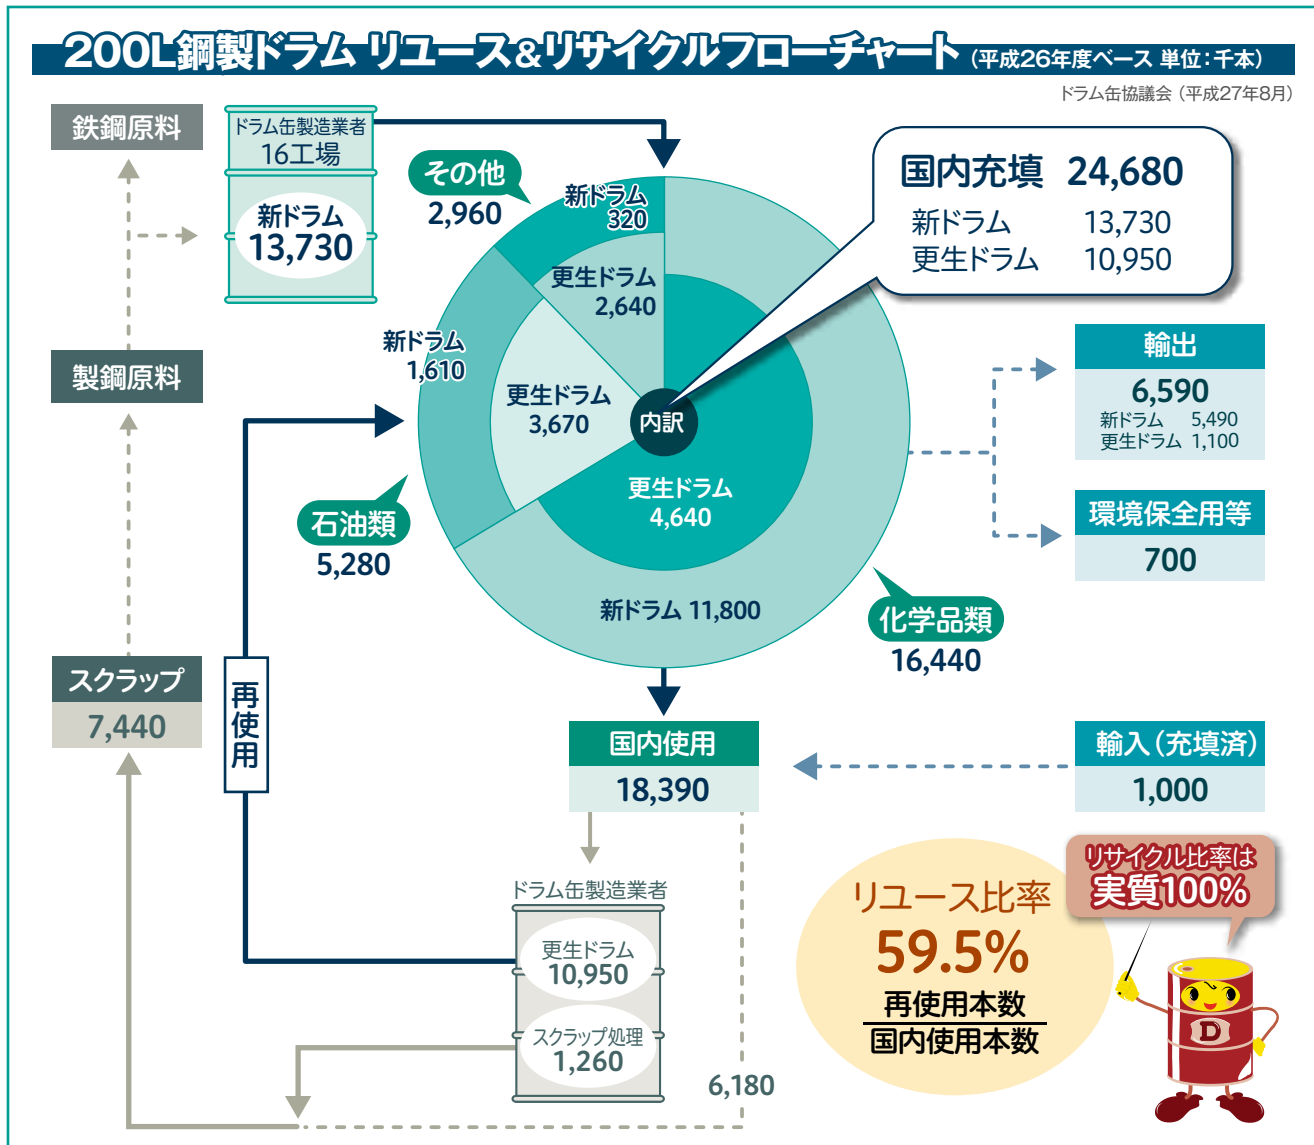 200L鋼製ドラム リユース&リサイクルフローチャート (平成26年度ベース 単位:千本)
ドラム缶協議会 (平成27年8月)
鉄鋼原料
製鋼原料
スクラップ
7,440
ドラム缶製造業者
16工場
新ドラム
13,730
その他
2,960
新ドラム
320
更生ドラム
2,640
新ドラム
1,610
更生ドラム
3,670
内訳
更生ドラム
4,640
新ドラム 11,800
石油類
5,280
化学品類
16,440
国内充填 24,680
新ドラム 13,730
更生ドラム 10,950
輸出
6,590
新ドラム 5,490
更生ドラム 1,100
環境保全用等
700
再使用
国内使用
18,390
輸入(充填済)
1,000
ドラム缶製造業者
更生ドラム
10,950
スクラップ処理
1,260
6,180
リユース比率
59.5%
再使用本数
国内使用本数
リサイクル比率は
実質100%
D